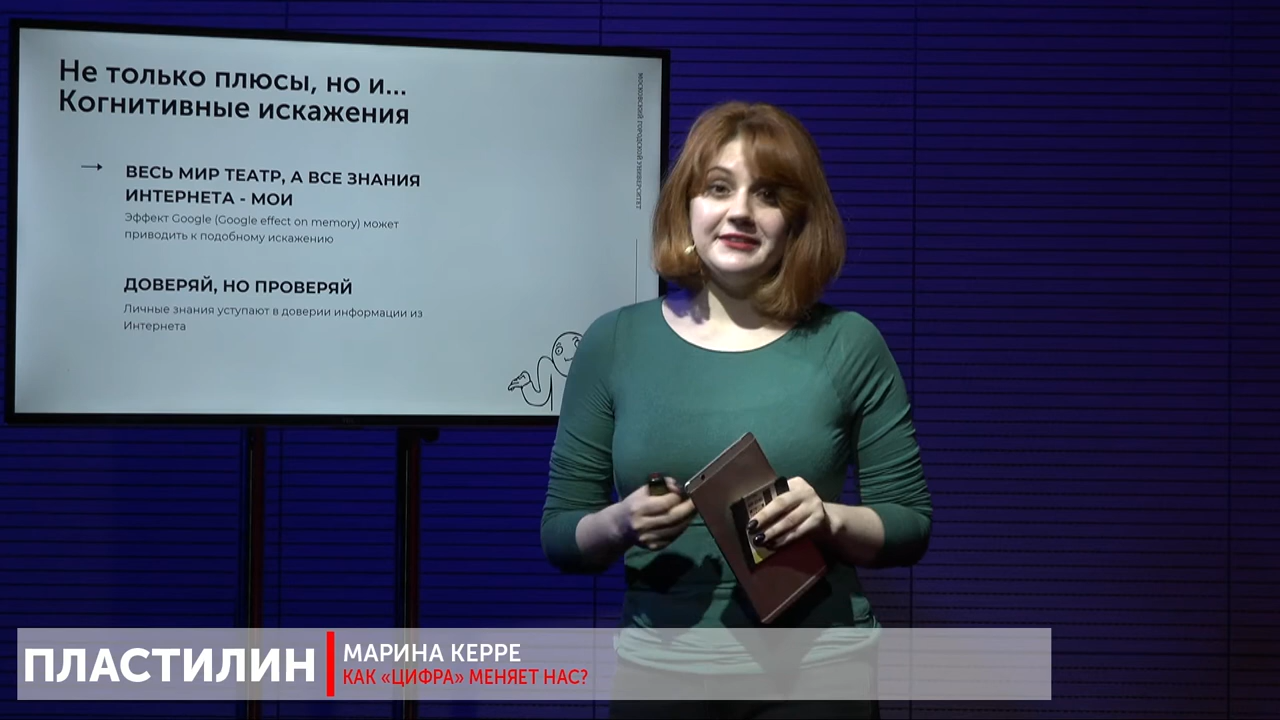 Не только плюсы, но и...
Когнитивные искажения
ВЕСЬ МИР ТЕАТР, А ВСЕ ЗНАНИЯ
ИНТЕРНЕТА - МОИ
Эффект Google (Google effect on memory) может
приводить к подобному искажению
ДОВЕРЯЙ, НО ПРОВЕРЯЙ
Личные знания уступают в доверии информации из
Интернета
МОСКОВСКИЙ ГОРОДСКОЙ УНИВЕРСИТЕТ
ПЛАСТИЛИН
МАРИНА КЕРРЕ
КАК «ЦИФРА» МЕНЯЕТ НАС?